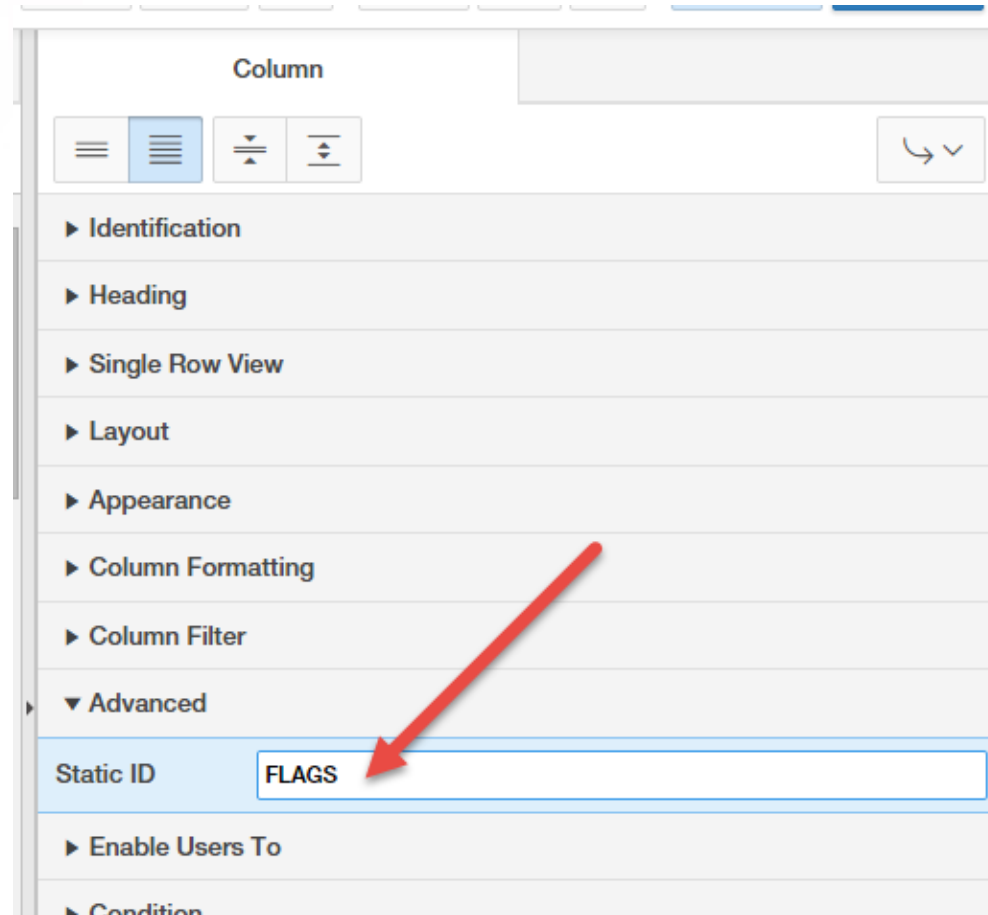 Column
Identification
Heading
Single Row View
Layout
Appearance
Column Formatting
Column Filter
Advanced
Static ID FLAGS
Enable Users To
Condition